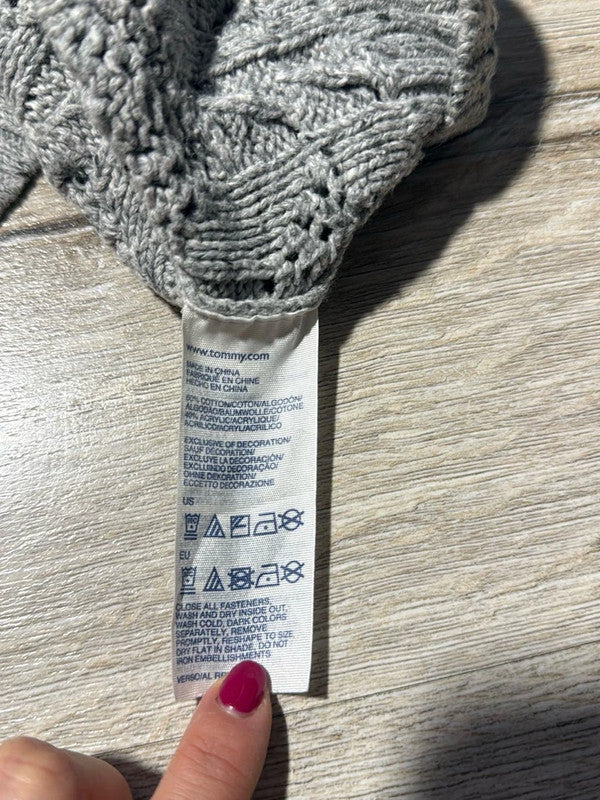 www.tommy.com
MADE IN CHINA
FABRIQUÉ EN CHINE
HECHO EN CHINA
60% COTTON/COTON/ALGODÓN/
ALGODÃO/BAUMWOLLE/COTONE
40% ACRYLIC/ACRYLIQUE/
ACRÍLICO/ACRYL/ACRILICO
EXCLUSIVE OF DECORATION/
SAUF DECORATION/
EXCLUYE LA DECORACIÓN/
EXCLUINDO DECORAÇÃO/
OHNE DEKORATION/
ECCETTO DECORAZIONE
US
EU
CLOSE ALL FASTENERS,
WASH AND DRY INSIDE OUT,
WASH COLD, DARK COLORS
SEPARATELY, REMOVE
PROMPTLY, RESHAPE TO SIZE,
DRY FLAT IN SHADE, DO NOT
IRON EMBELLISHMENTS
VERSO/AL